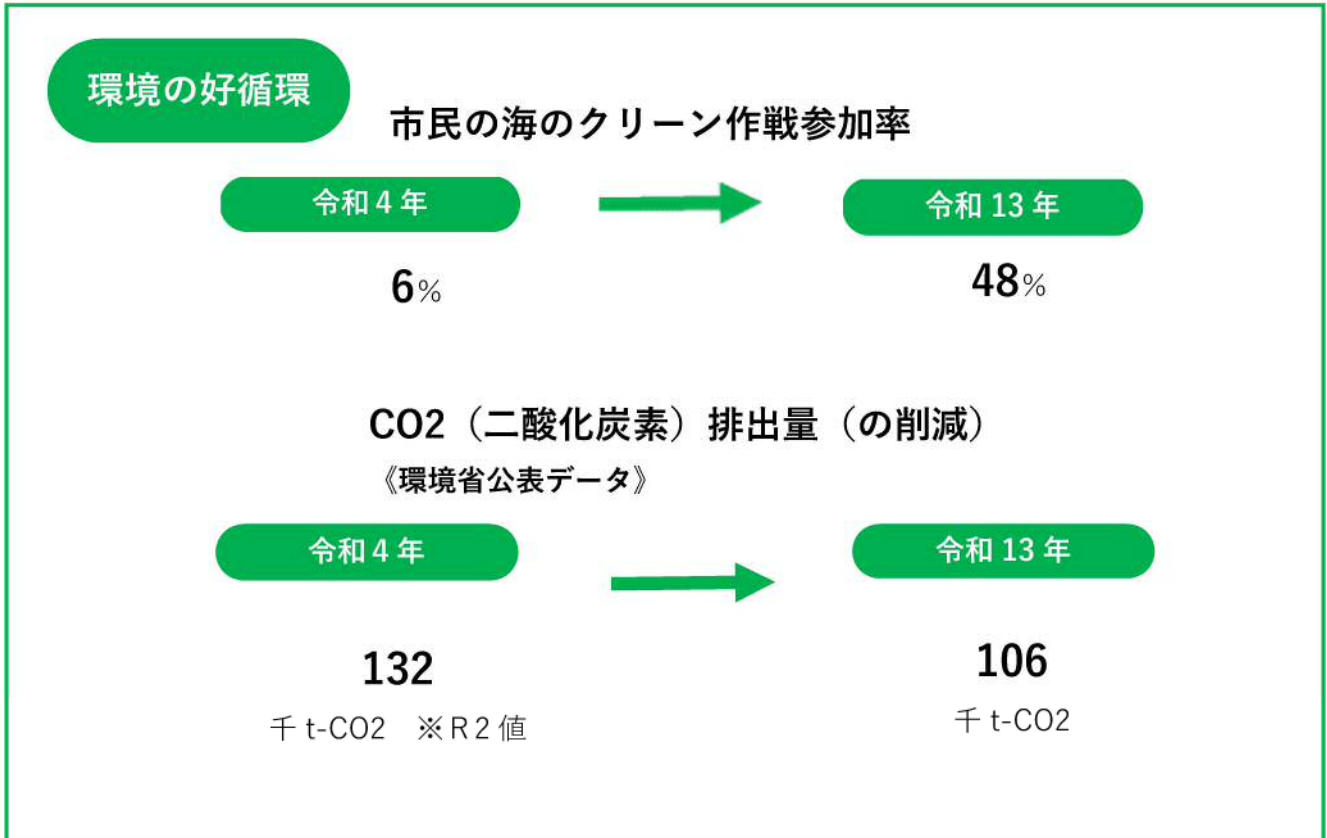 環境の好循環
市民の海のクリーン作戦参加率
令和4年
令和13年
6%
48%
CO2（二酸化炭素）排出量（の削減）
《環境省公表データ》
令和4年
令和13年
132
106
千t-CO2　※R2値
千t-CO2